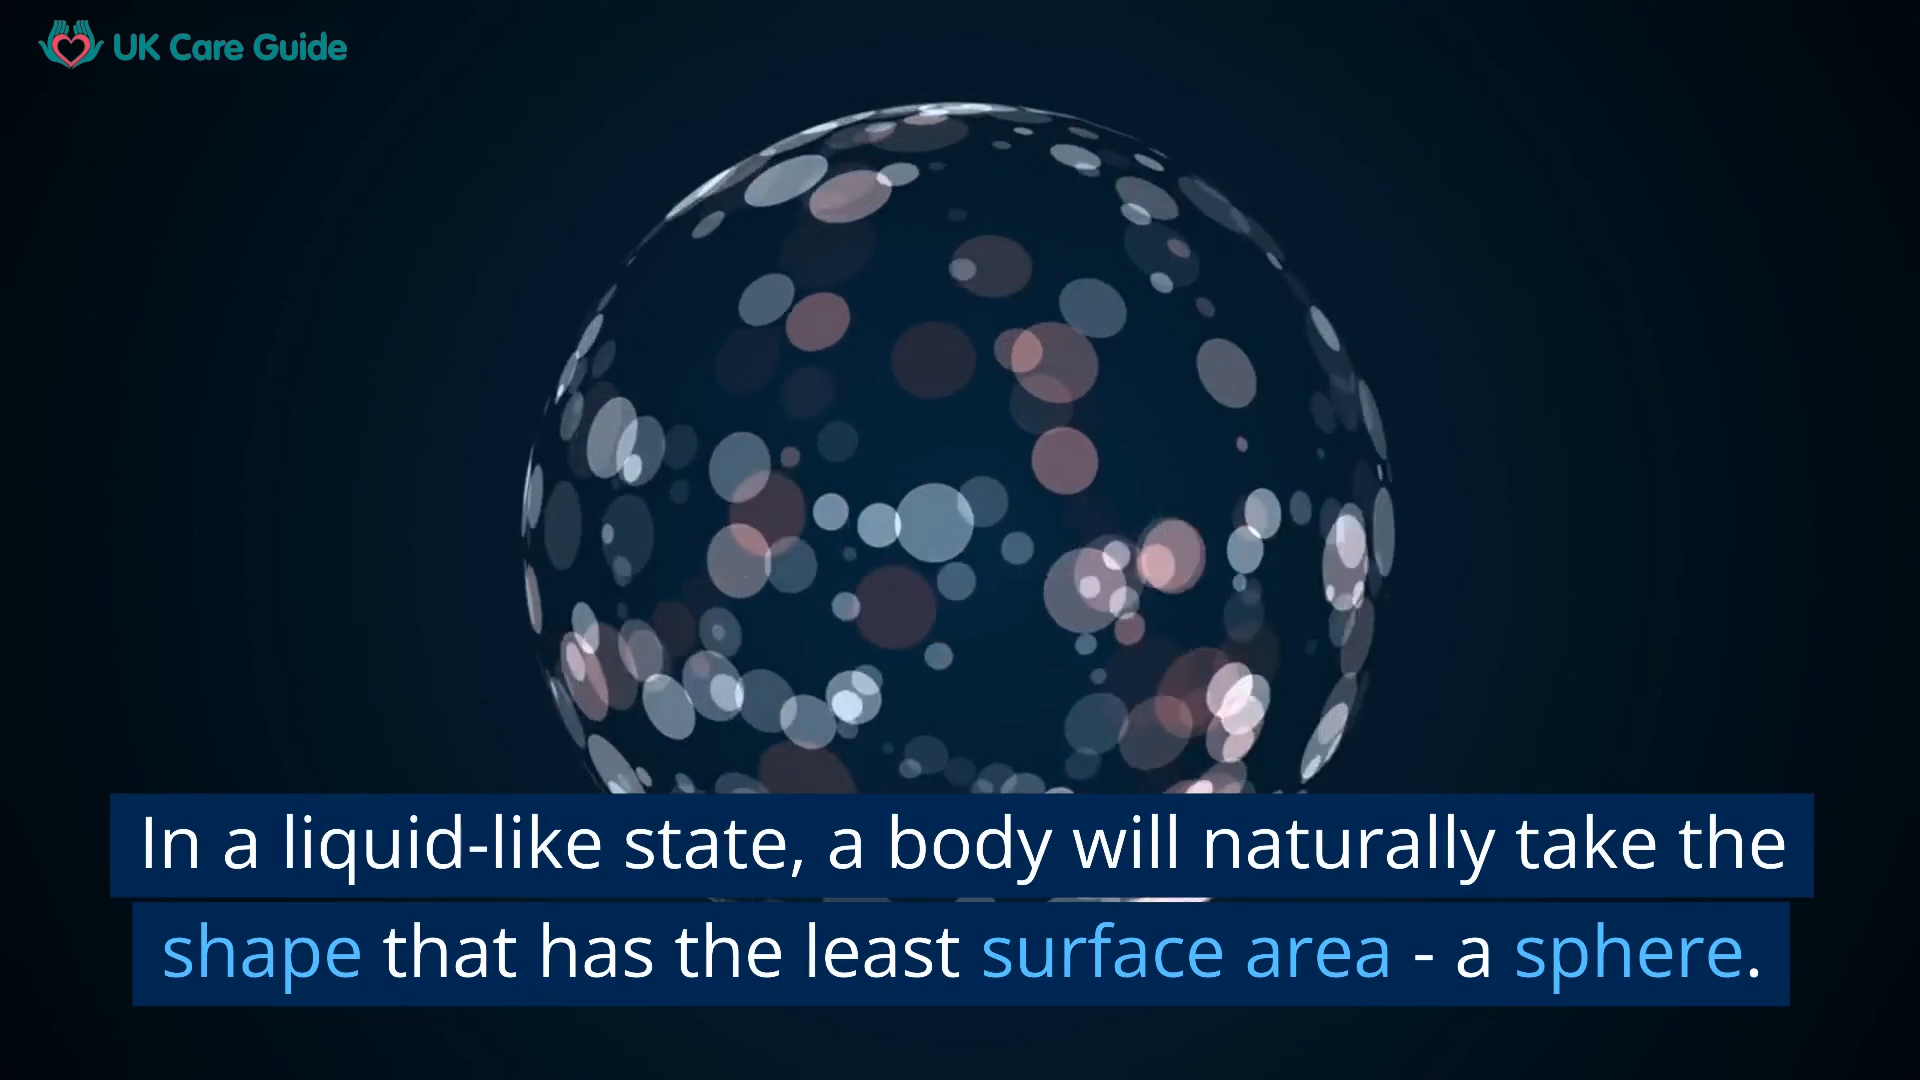 UK Care Guide
In a liquid-like state, a body will naturally take the
shape that has the least surface area - a sphere.